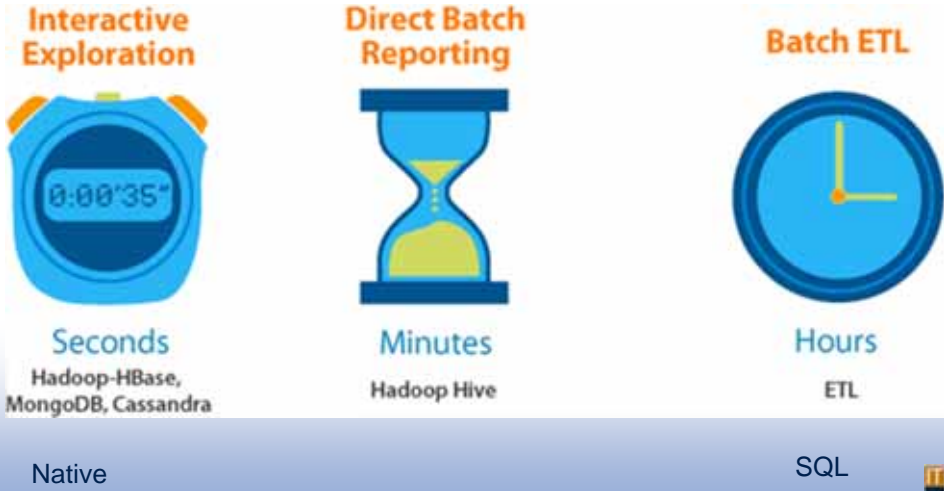 Interactive
Exploration
0:00'35"
Seconds
Hadoop-HBase,
MongoDB, Cassandra
Direct Batch
Reporting
Minutes
Hadoop Hive
Batch ETL
Hours
ETL
Native
SQL
IT